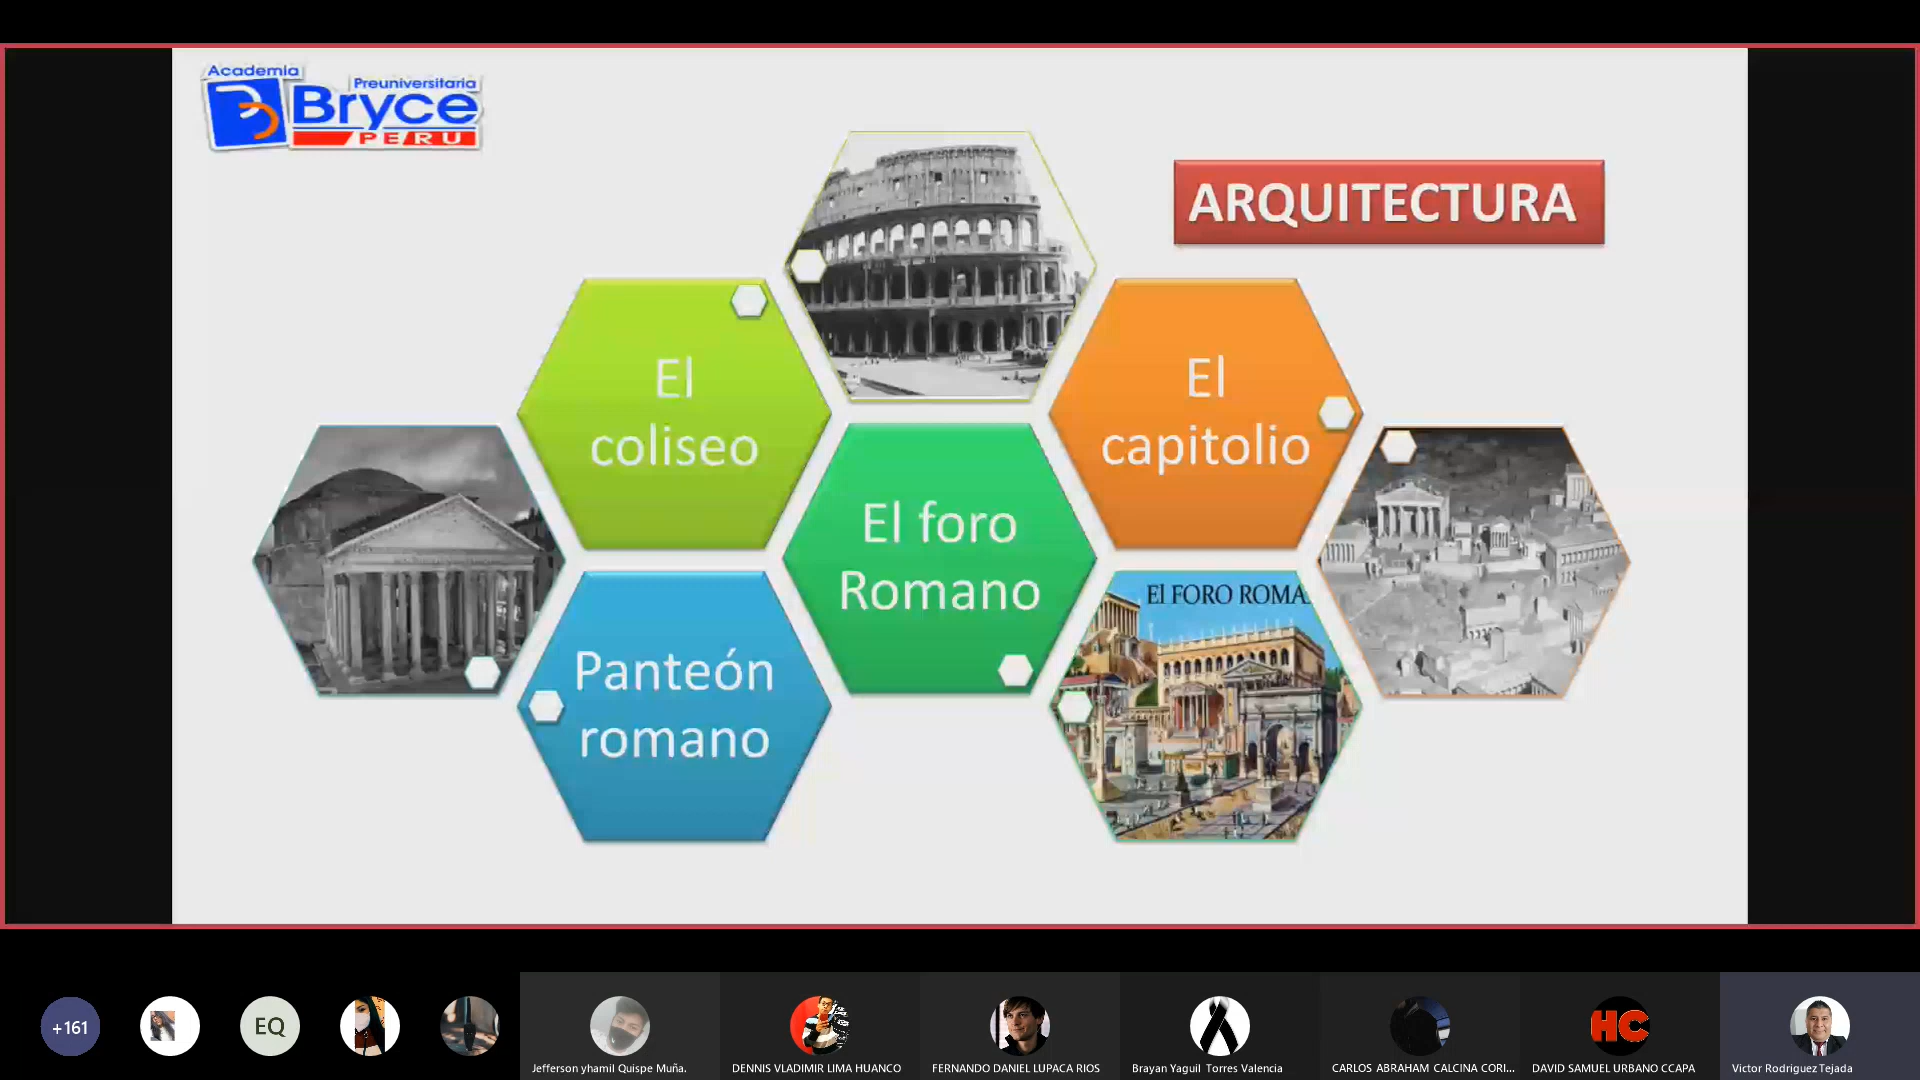 Academia
Preuniversitaria
Bryce
PERU
ARQUITECTURA
El
coliseo
El
capitolio
El foro
Romano
El FORO ROMA
Panteón
romano
+161
EQ
HC
Jefferson yhamil Quispe Muña.
DENNIS VLADIMIR LIMA HUANCO
FERNANDO DANIEL LUPACA RIOS
Brayan Yaguil Torres Valencia
CARLOS ABRAHAM CALCINA CORI...
DAVID SAMUEL URBANO CCAPA
Victor Rodriguez Tejada